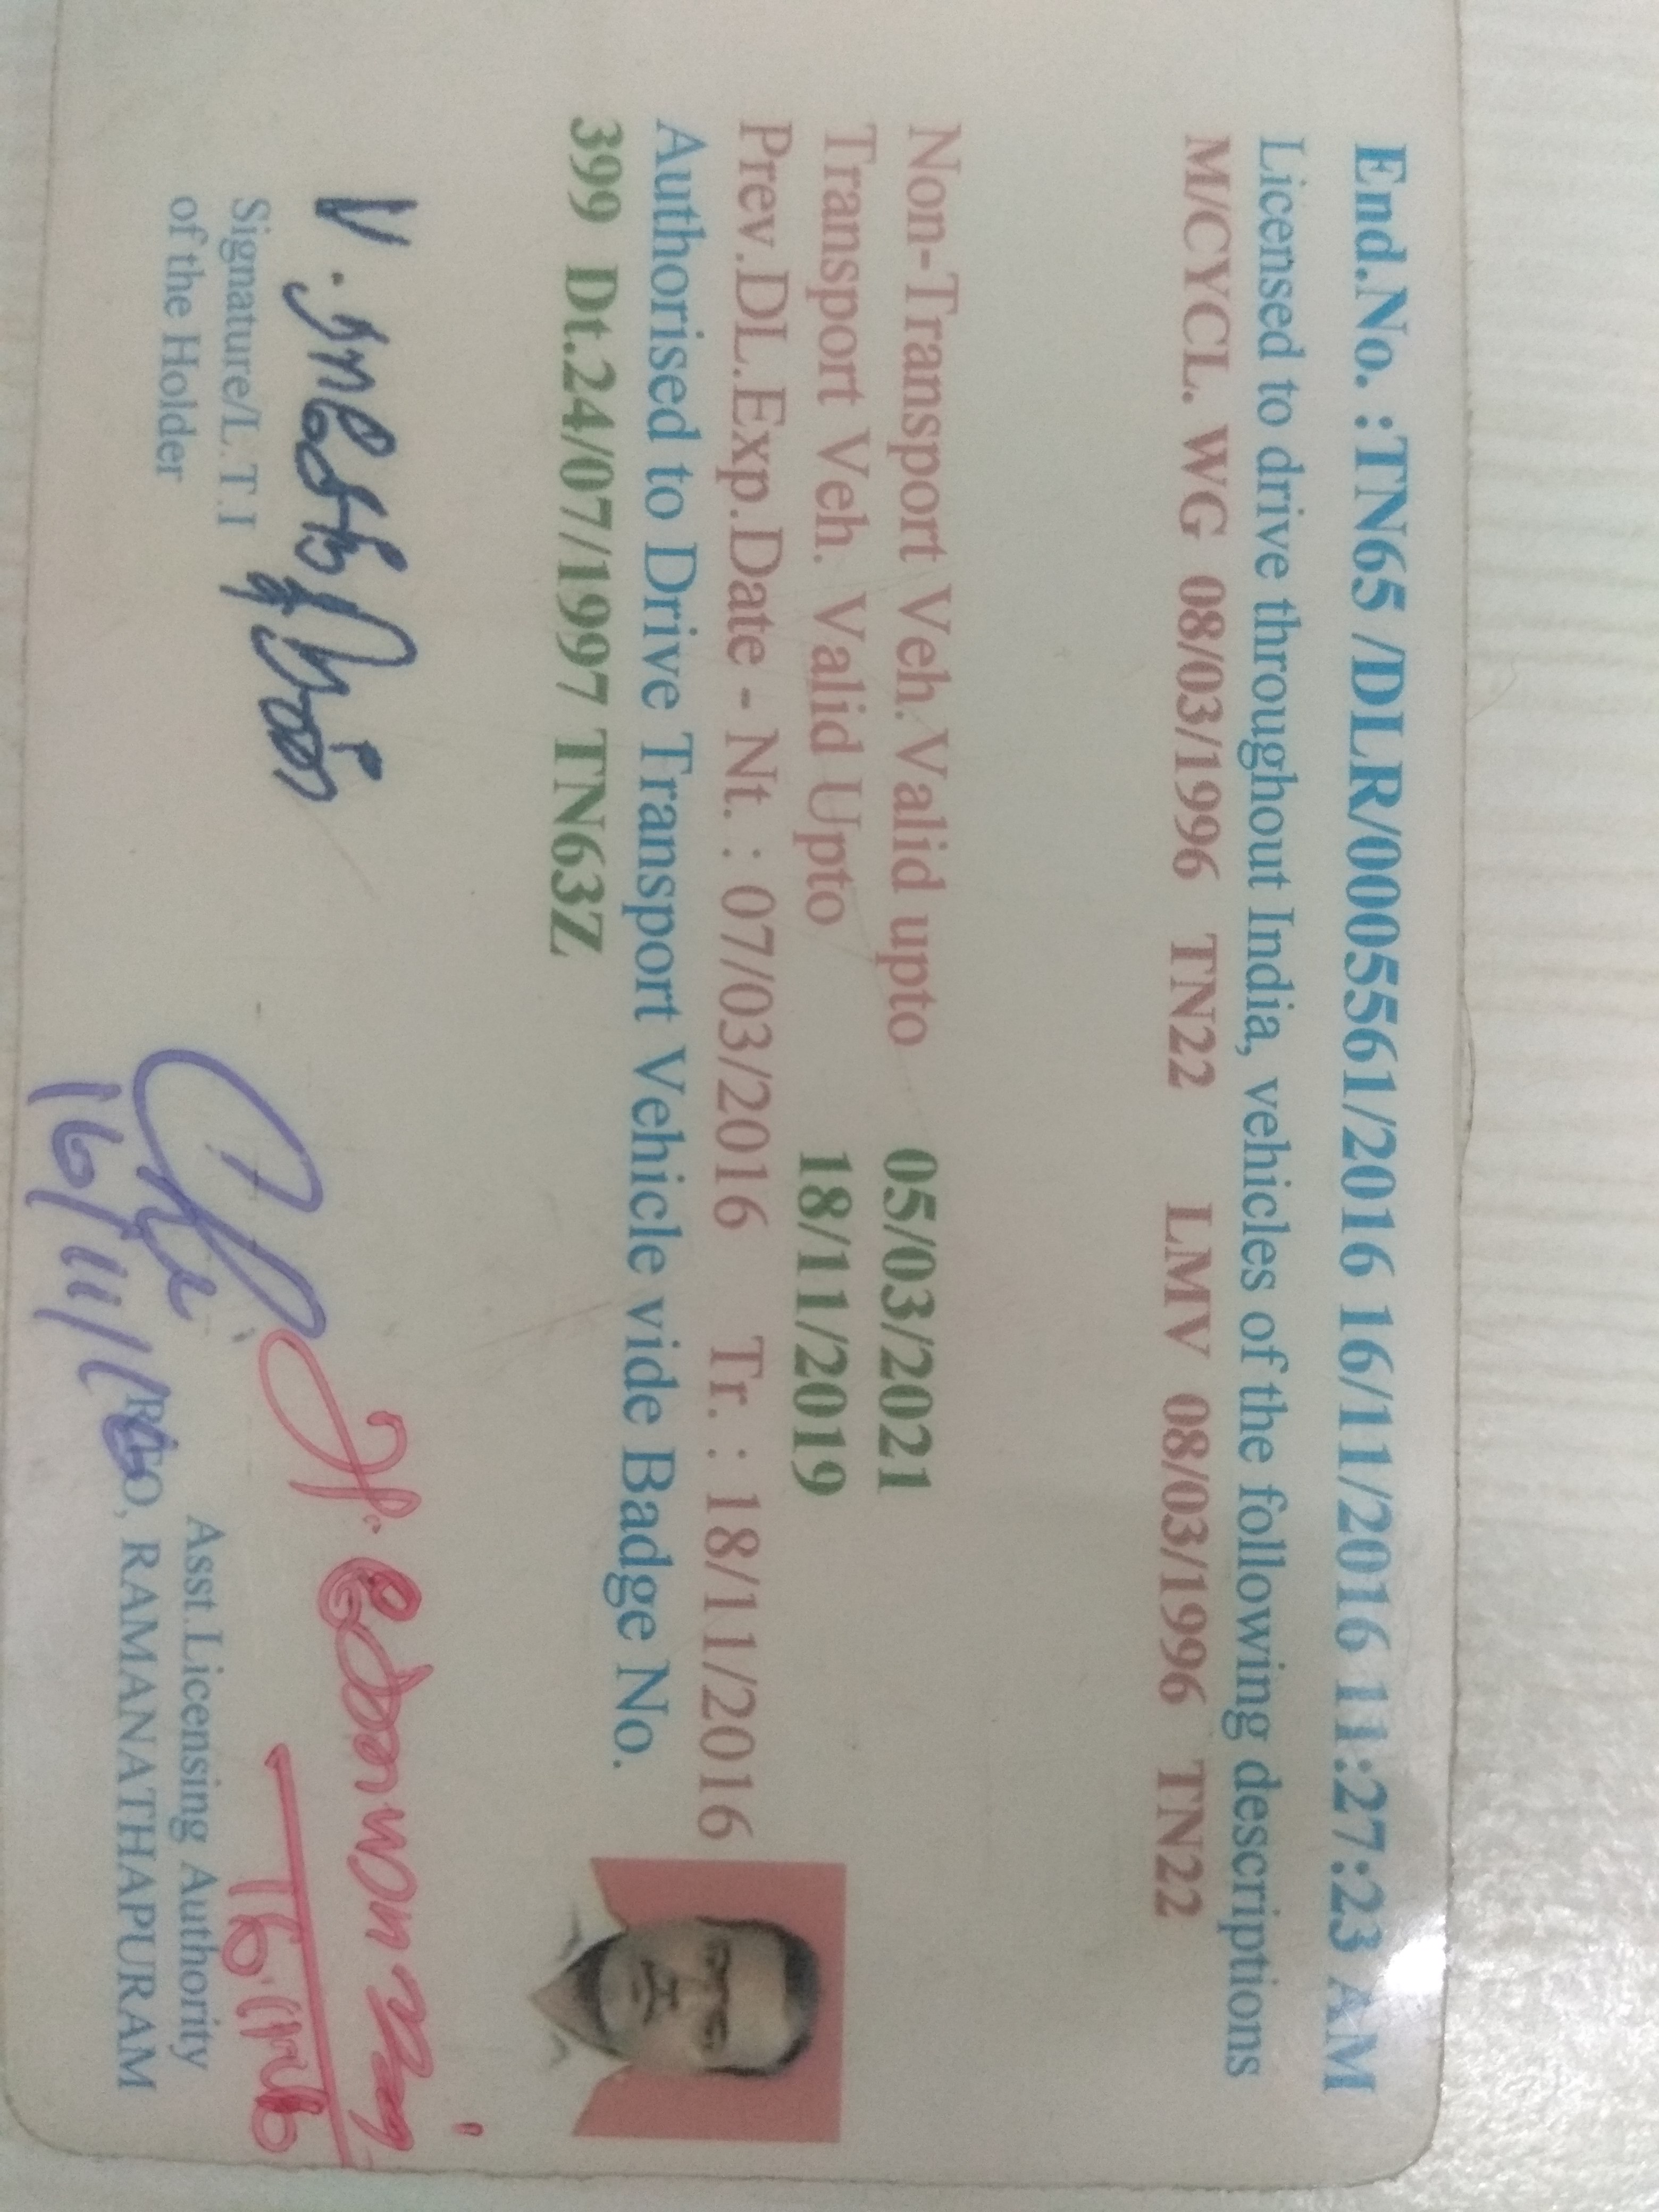 End.No. :TN65 /DLR/0005561/2016 16/11/2016 11:27:23 AM
Licensed to drive throughout India, vehicles of the following descriptions
M/CYCL. WG 08/03/1996 TN22 LMV 08/03/1996 TN22
Non-Transport Veh.Valid upto 05/03/2021
Transport Veh. Valid Upto 18/11/2019
Prev.DL.Exp.Date - Nt. : 07/03/2016 Tr. : 18/11/2016
Authorised to Drive Transport Vehicle vide Badge No.
399 Dt.24/07/1997 TN63Z
Signature/L.T.I
of the Holder
Asst.Licensing Authority
RTO, RAMANATHAPURAM
16/11/16